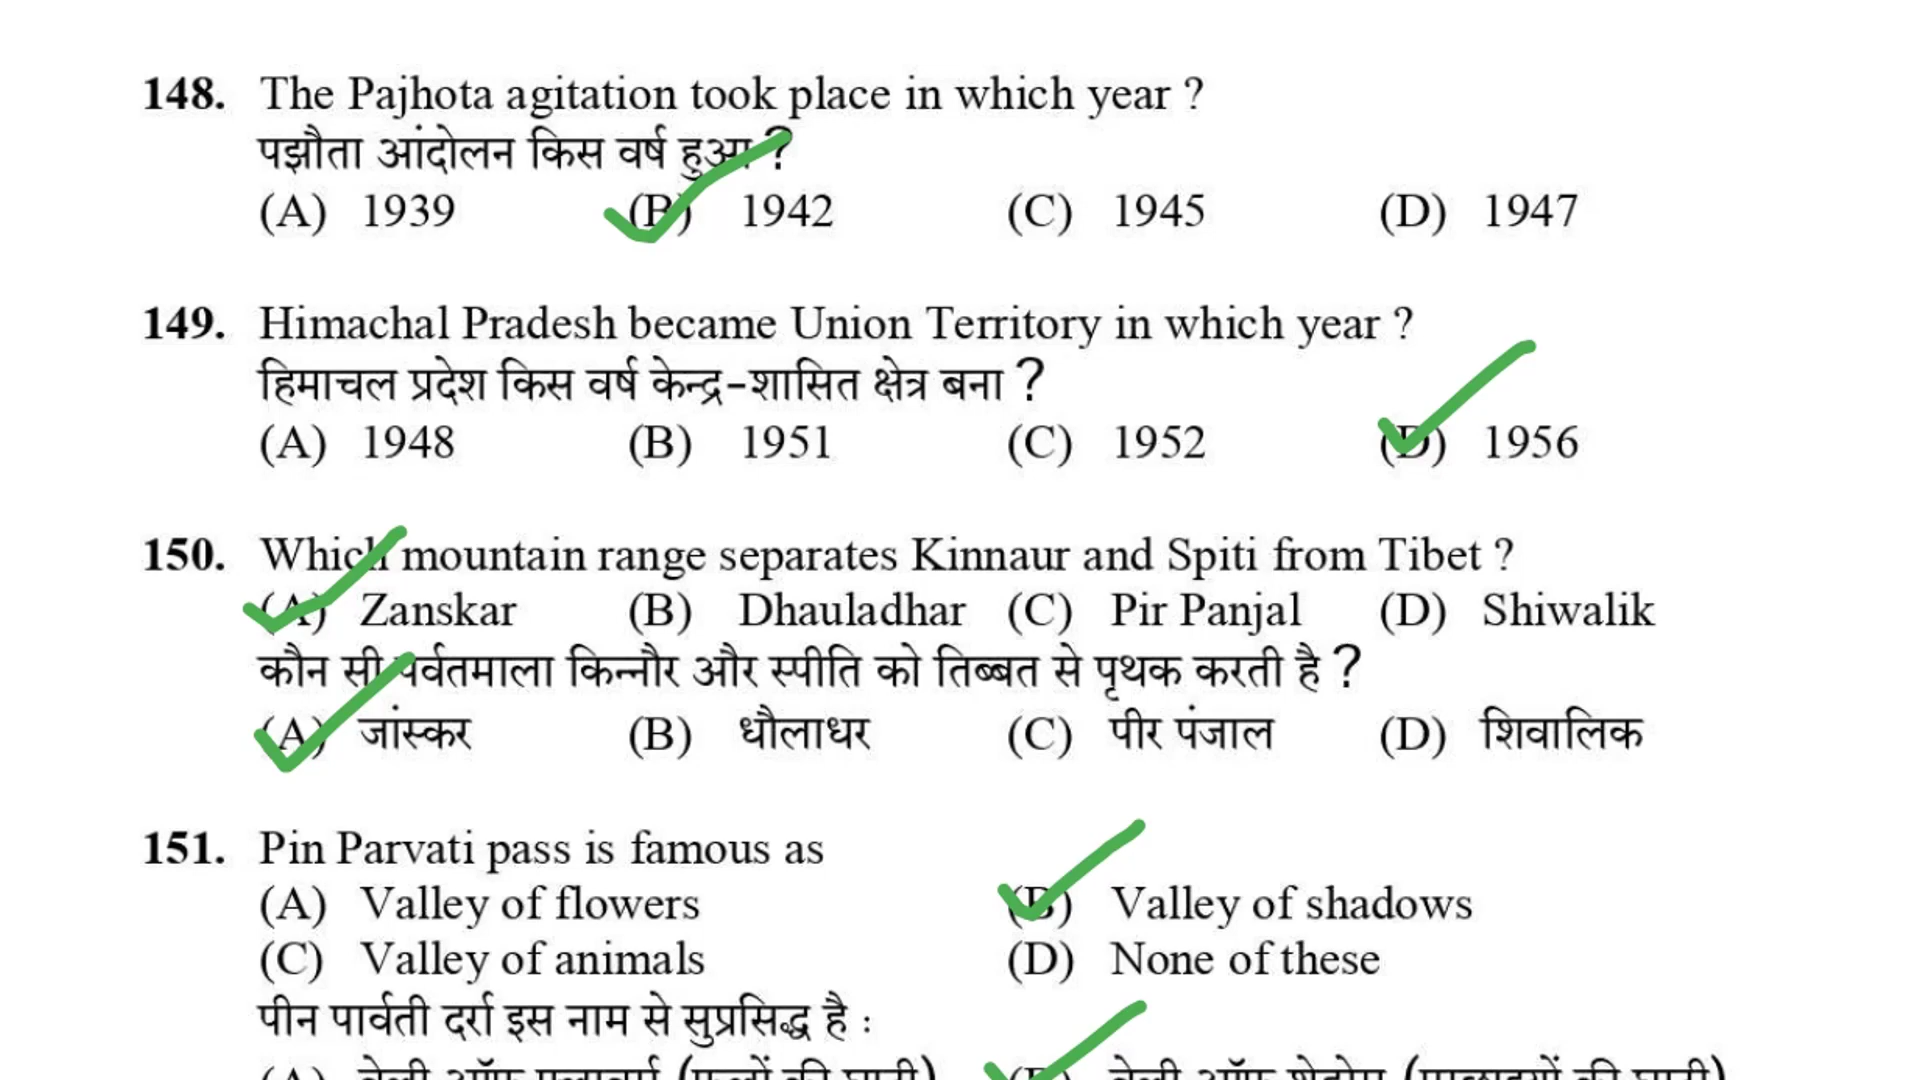 148. The Pajhota agitation took place in which year ?
पझौता आंदोलन किस वर्ष हुआ ?
(A) 1939 (B) 1942 (C) 1945 (D) 1947
149. Himachal Pradesh became Union Territory in which year ?
हिमाचल प्रदेश किस वर्ष केन्द्र-शासित क्षेत्र बना ?
(A) 1948 (B) 1951 (C) 1952 (D) 1956
150. Which mountain range separates Kinnaur and Spiti from Tibet ?
(A) Zanskar (B) Dhauladhar (C) Pir Panjal (D) Shiwalik
कौन सी पर्वतमाला किन्नौर और स्पीति को तिब्बत से पृथक करती है ?
(A) जांस्कर (B) धौलाधर (C) पीर पंजाल (D) शिवालिक
151. Pin Parvati pass is famous as
(A) Valley of flowers (B) Valley of shadows
(C) Valley of animals (D) None of these
पीन पार्वती दर्रा इस नाम से सुप्रसिद्ध है :